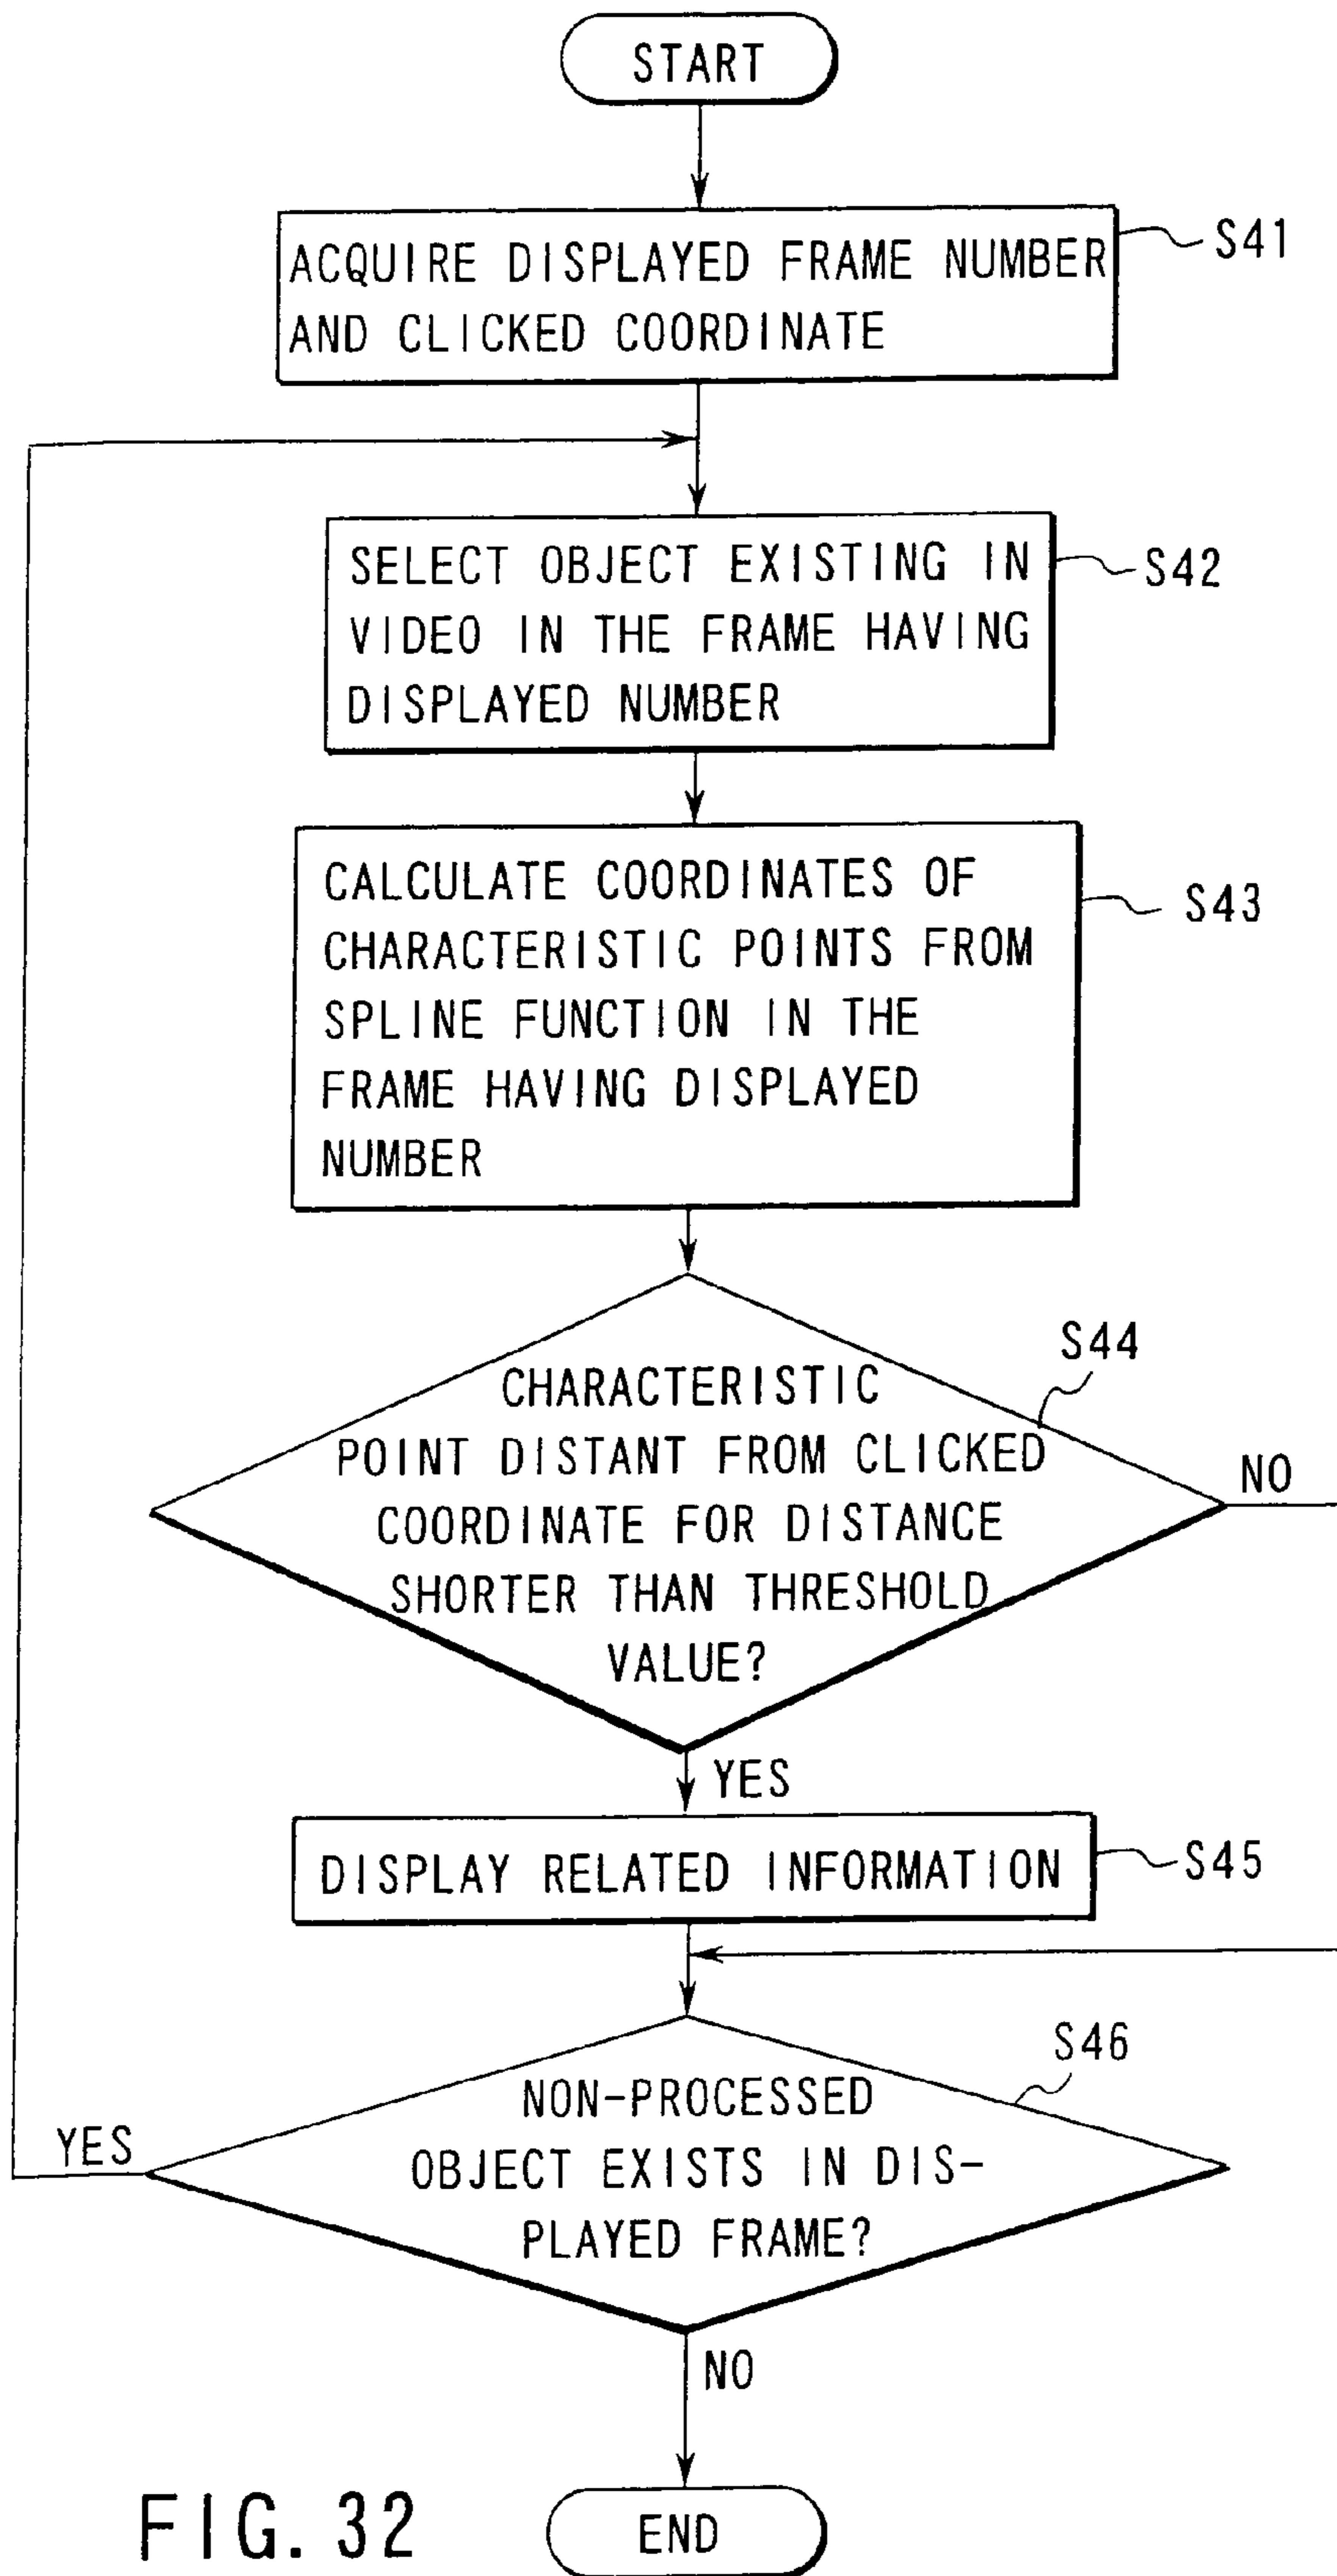 START
ACQUIRE DISPLAYED FRAME NUMBER
AND CLICKED COORDINATE
S41
SELECT OBJECT EXISTING IN
VIDEO IN THE FRAME HAVING
DISPLAYED NUMBER
S42
CALCULATE COORDINATES OF
CHARACTERISTIC POINTS FROM
SPLINE FUNCTION IN THE
FRAME HAVING DISPLAYED
NUMBER
S43
CHARACTERISTIC
POINT DISTANT FROM CLICKED
COORDINATE FOR DISTANCE
SHORTER THAN THRESHOLD
VALUE?
S44
NO
YES
DISPLAY RELATED INFORMATION
S45
NON-PROCESSED
OBJECT EXISTS IN DIS-
PLAYED FRAME?
S46
YES
NO
END
FIG. 32